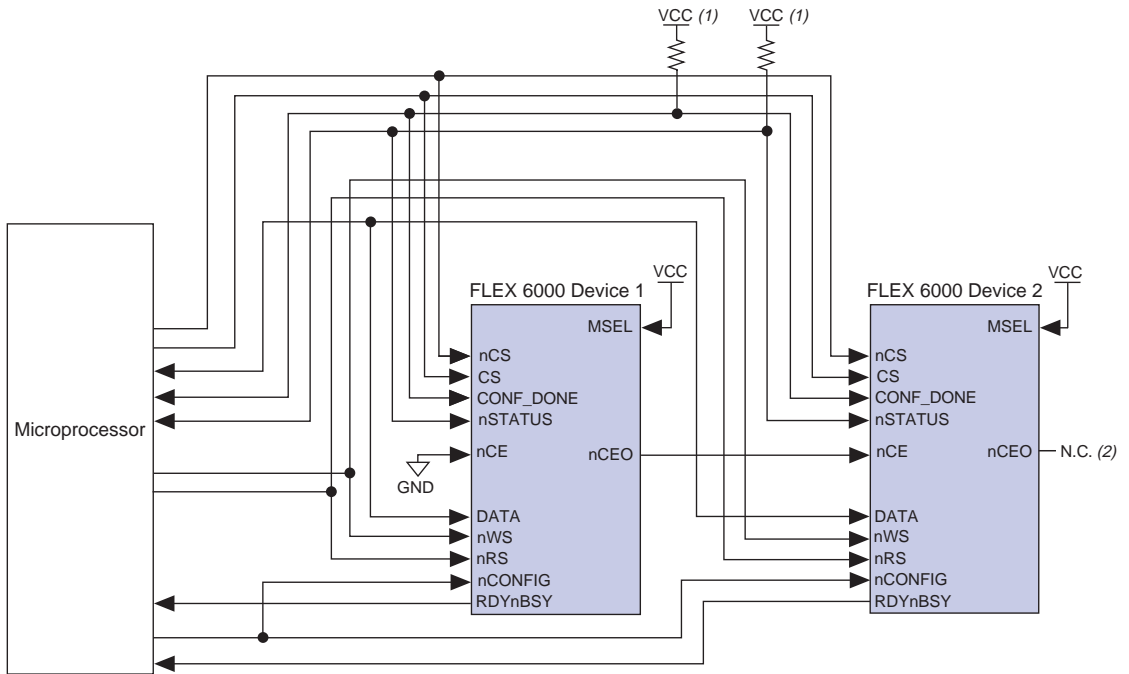 VCC (1) VCC (1)
Microprocessor
FLEX 6000 Device 1
VCC
MSEL
nCS
CS
CONF_DONE
nSTATUS
nCE
nCEO
GND
DATA
nWS
nRS
nCONFIG
RDYnBSY
FLEX 6000 Device 2
VCC
MSEL
nCS
CS
CONF_DONE
nSTATUS
nCE
nCEO
N.C. (2)
DATA
nWS
nRS
nCONFIG
RDYnBSY